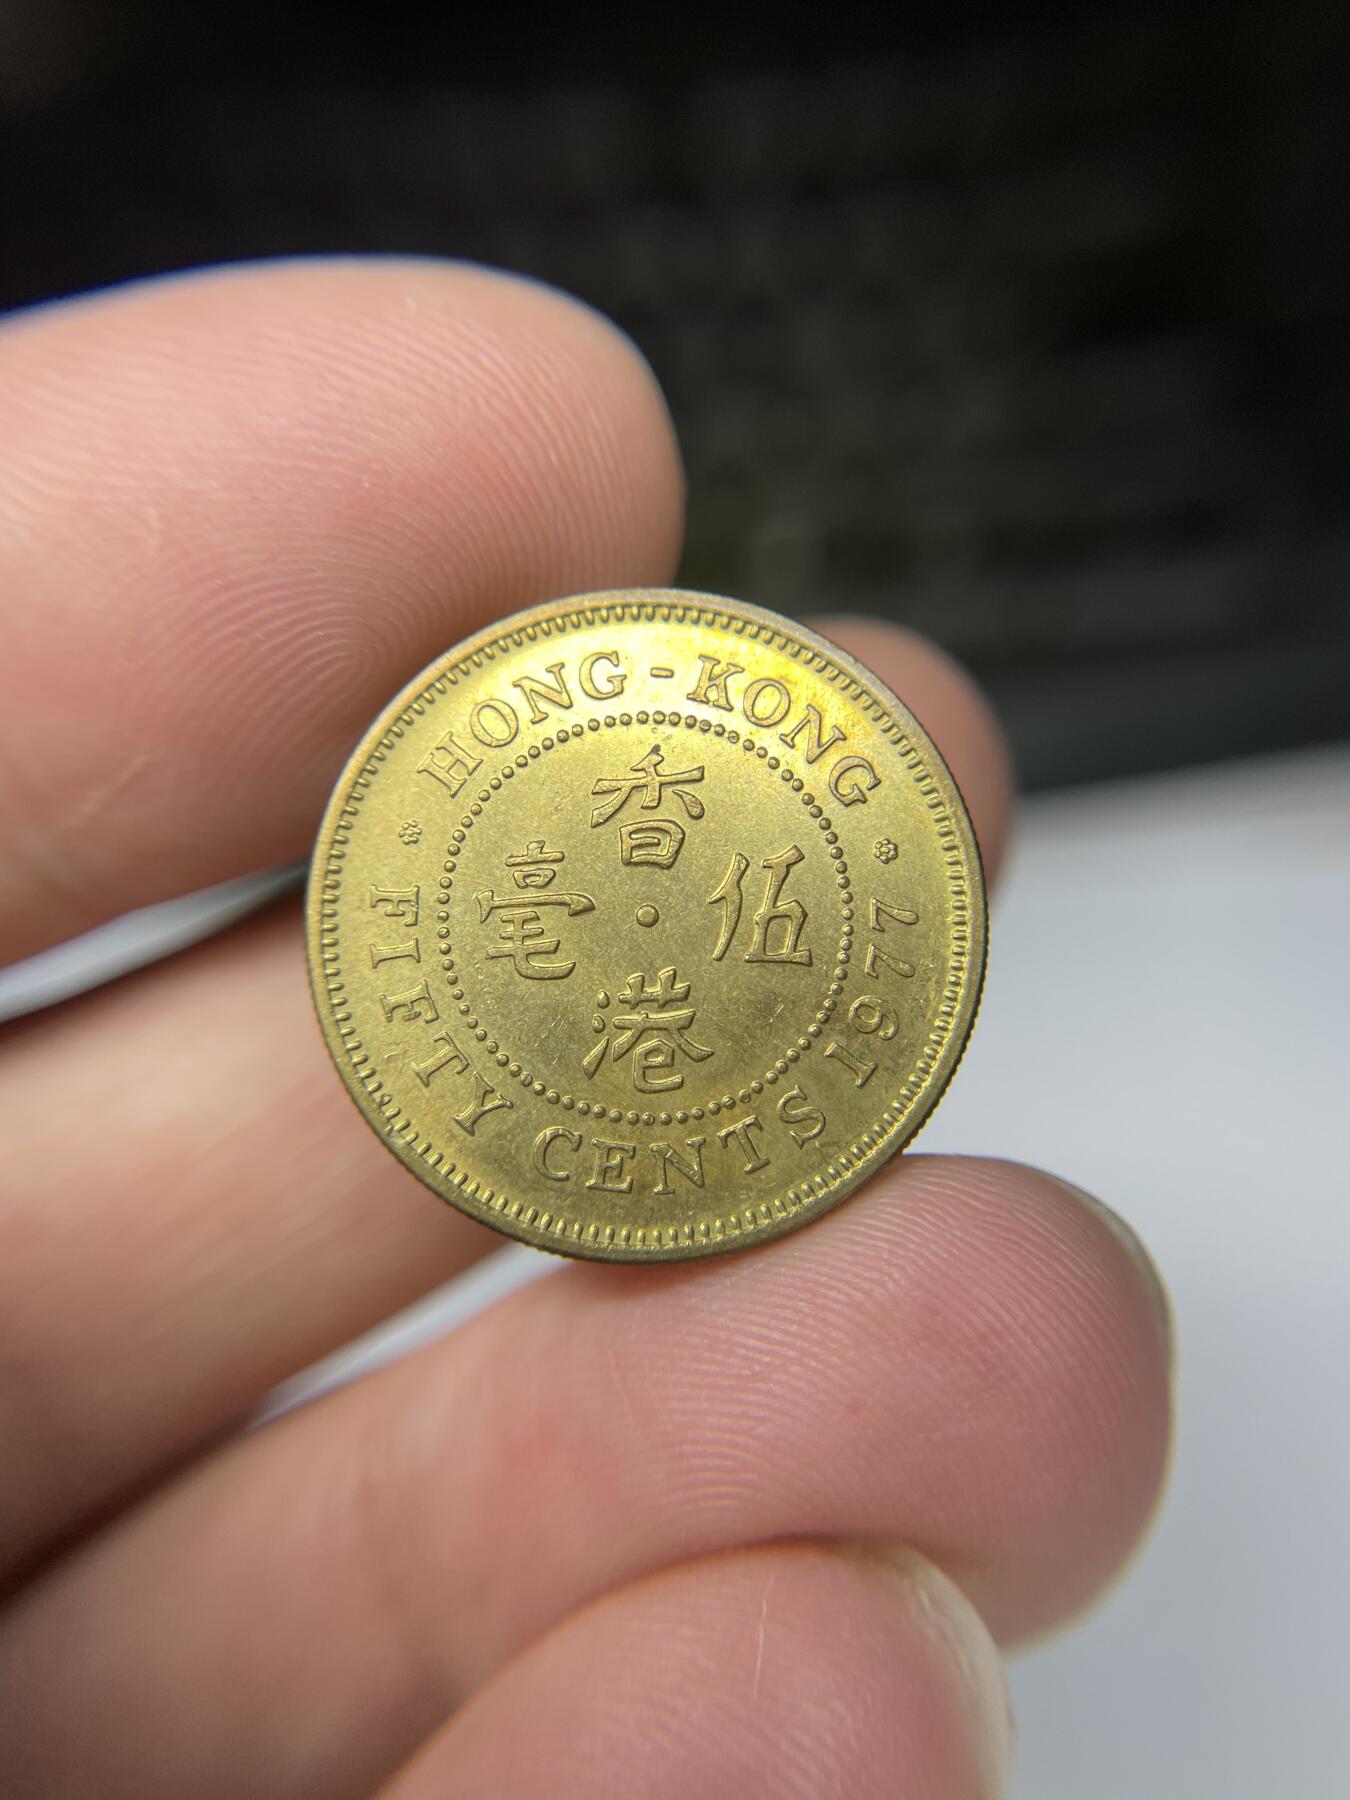 HONG-KONG
香港
伍毫
FIFTY CENTS 1977